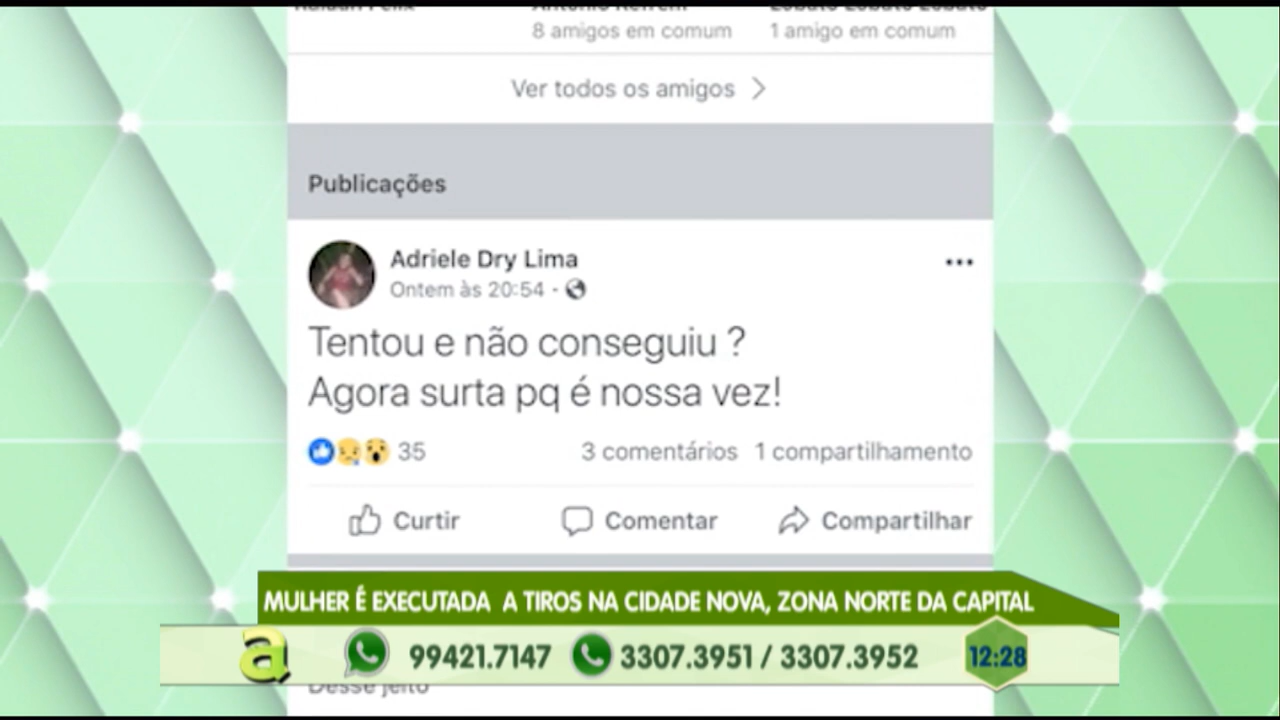 8 amigos em comum
1 amigo em comum
Ver todos os amigos
Publicações
Adriele Dry Lima
Ontem às 20:54 ·
Tentou e não conseguiu ?
Agora surta pq é nossa vez!
35 3 comentários 1 compartilhamento
Curtir Comentar Compartilhar
MULHER É EXECUTADA A TIROS NA CIDADE NOVA, ZONA NORTE DA CAPITAL
a 99421.7147 3307.3951 / 3307.3952 12:28
Desse jeito